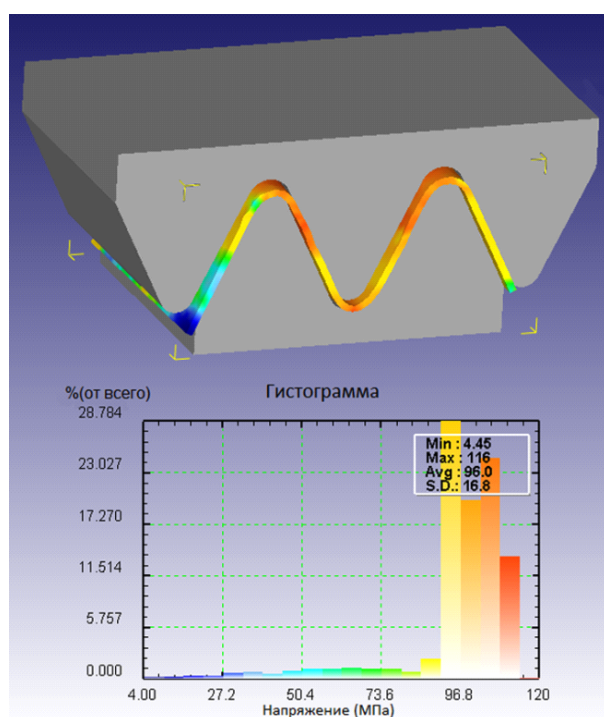 %(от всего)
Гистограмма
28.784
23.027
17.270
11.514
5.757
0.000
Min : 4.45
Max : 116
Avg : 96.0
S.D.: 16.8
4.00 27.2 50.4 73.6 96.8 120
Напряжение (МПа)